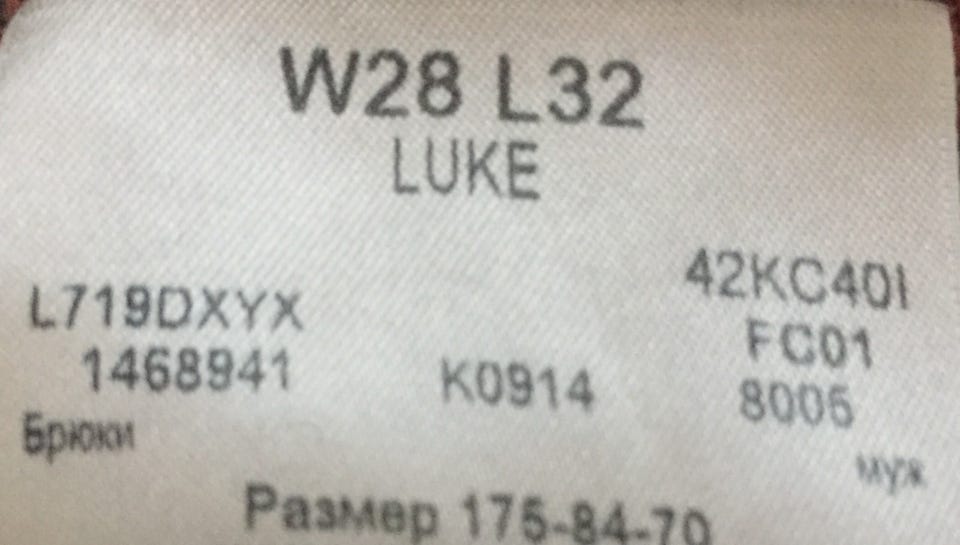 W28 L32
LUKE
42KC40I
L719DXYX
FC01
1468941 K0914 8005
Брюки
муж
Размер 175-84-70